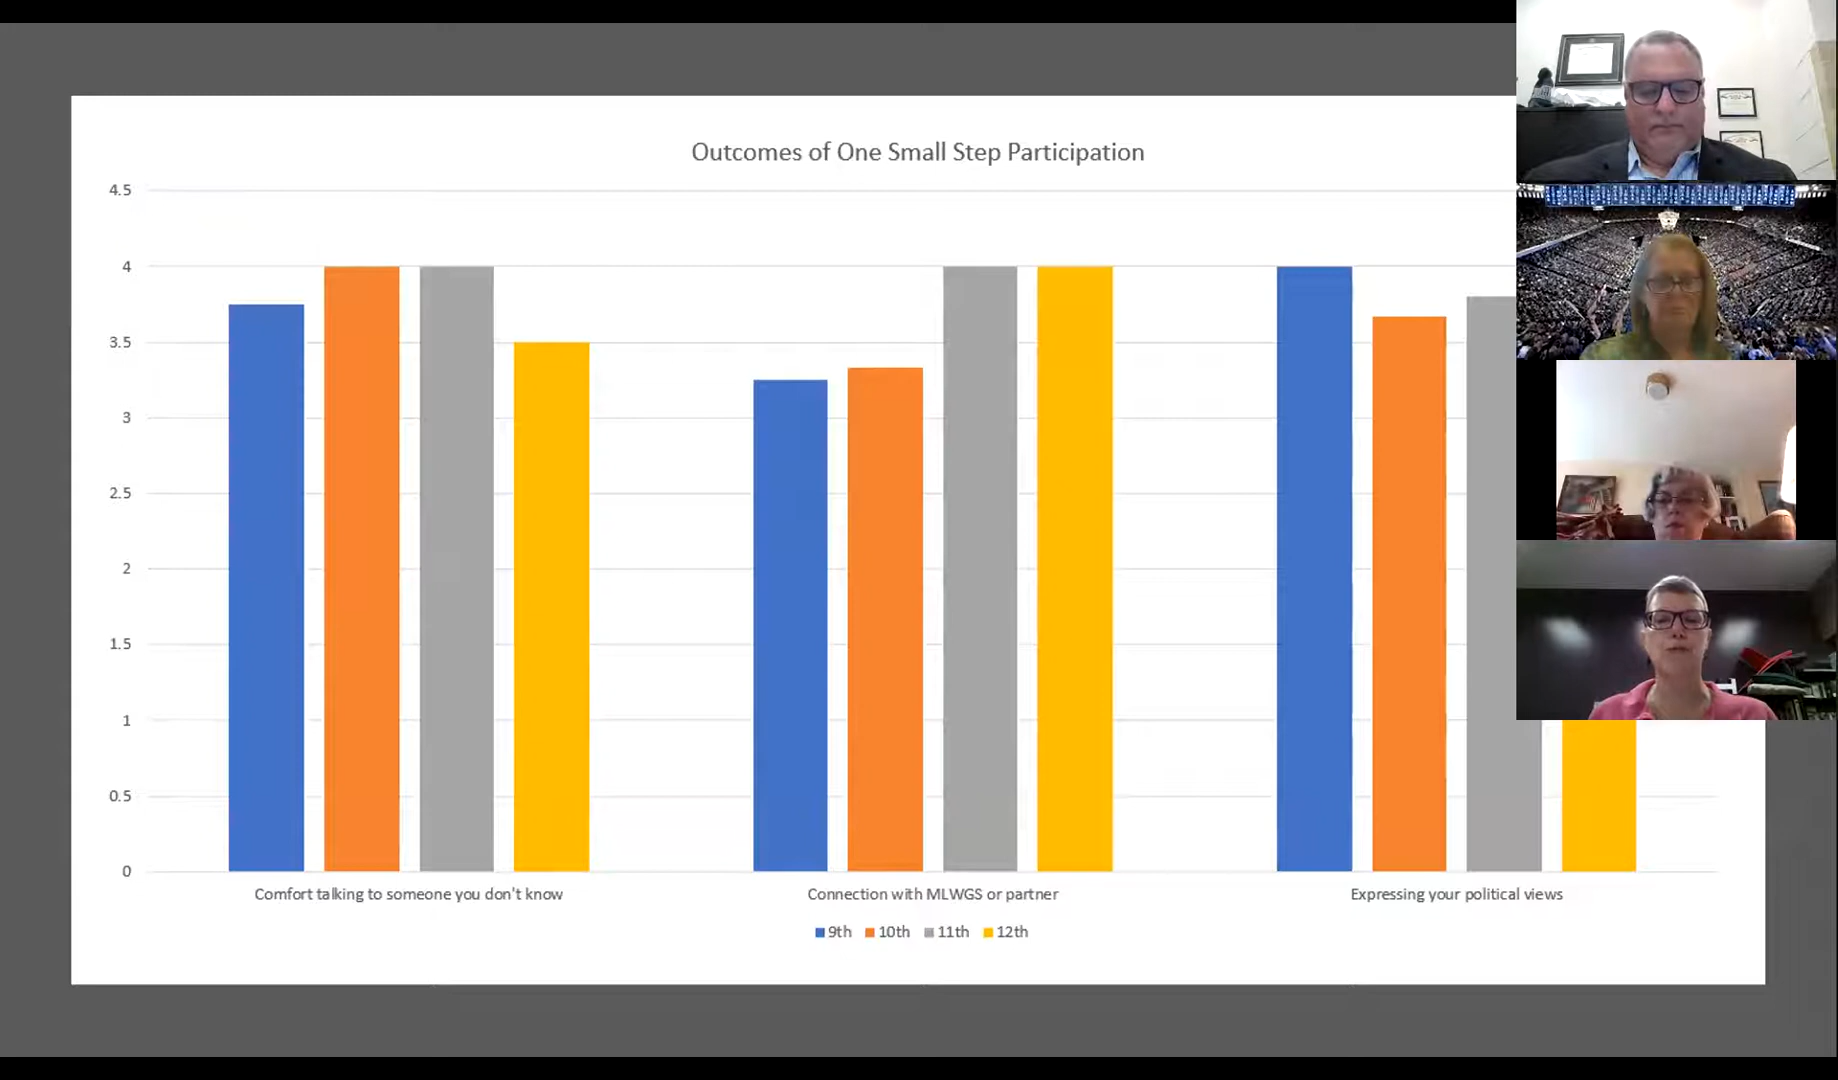 Outcomes of One Small Step Participation
4.5
4
3.5
3
2.5
2
1.5
1
0.5
0
Comfort talking to someone you don't know
Connection with MLWGS or partner
Expressing your political views
9th 10th 11th 12th